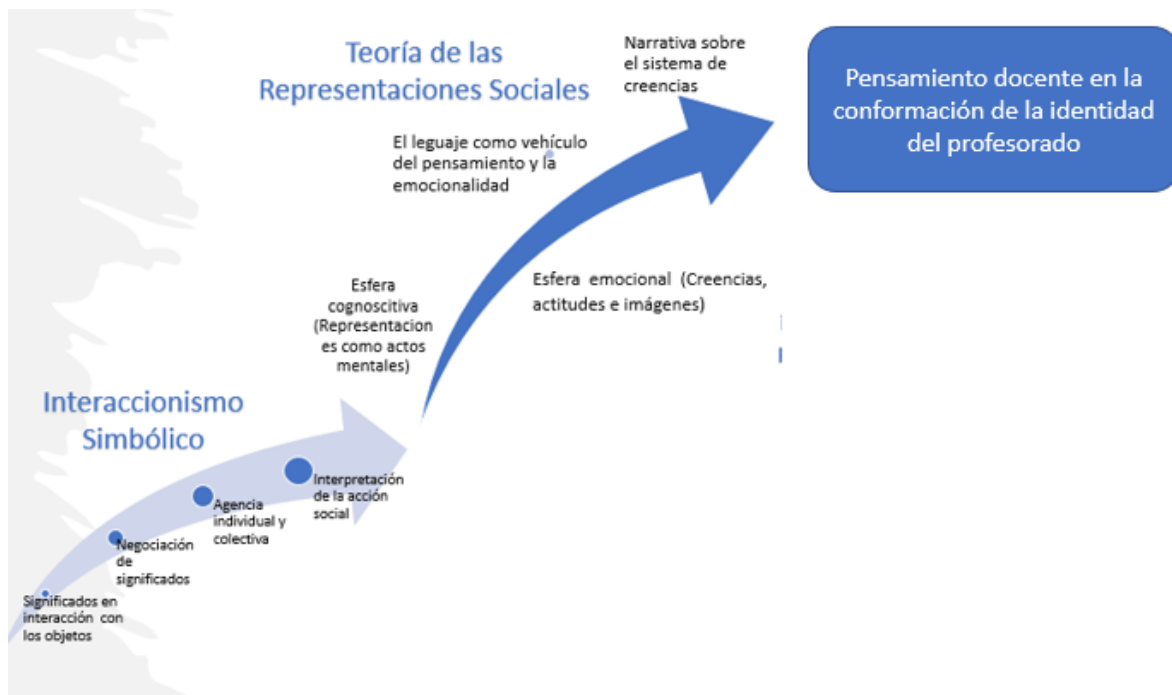 Teoría de las
Representaciones Sociales
Narrativa sobre
el sistema de
creencias
Pensamiento docente en la
conformación de la identidad
del profesorado
El leguaje como vehículo
del pensamiento y la
emocionalidad
Esfera
cognoscitiva
(Representacion
es como actos
mentales)
Esfera emocional (Creencias,
actitudes e imágenes)
Interaccionismo
Simbólico
Interpretación
de la acción
social
Agencia
individual y
colectiva
Negociación
de
significados
Significados en
interacción con
los objetos